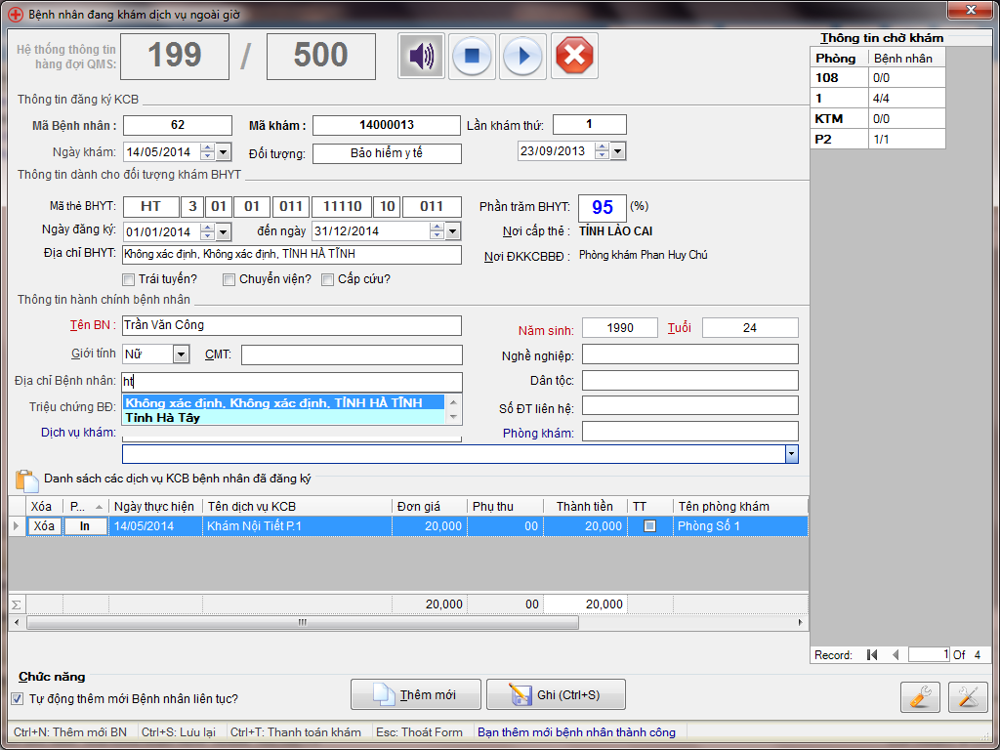 Bệnh nhân đang khám dịch vụ ngoài giờ
Hệ thống thông tin
hàng đợi QMS:
199 / 500
Thông tin đăng ký KCB
Mã Bệnh nhân : 62 Mã khám : 14000013 Lần khám thứ: 1
Ngày khám: 14/05/2014 Đối tượng: Bảo hiểm y tế 23/09/2013
Thông tin dành cho đối tượng khám BHYT
Mã thẻ BHYT: HT 3 01 01 011 11110 10 011 Phần trăm BHYT: 95 (%)
Ngày đăng ký: 01/01/2014 đến ngày 31/12/2014 Nơi cấp thẻ : TỈNH LÀO CAI
Địa chỉ BHYT: Không xác định, Không xác định, TỈNH HÀ TĨNH Nơi ĐKKCBBĐ : Phòng khám Phan Huy Chú
Trái tuyến? Chuyển viện? Cấp cứu?
Thông tin hành chính bệnh nhân
Tên BN : Trần Văn Công Năm sinh: 1990 Tuổi 24
Giới tính Nữ CMT: Nghề nghiệp:
Địa chỉ Bệnh nhân: ht Dân tộc:
Triệu chứng BĐ: Không xác định, Không xác định, TỈNH HÀ TĨNH Số ĐT liên hệ:
Tỉnh Hà Tây
Dịch vụ khám: Phòng khám:
Danh sách các dịch vụ KCB bệnh nhân đã đăng ký
Xóa P... Ngày thực hiện Tên dịch vụ KCB Đơn giá Phụ thu Thành tiền TT Tên phòng khám
Xóa In 14/05/2014 Khám Nội Tiết P.1 20,000 00 20,000 Phòng Số 1
Σ 20,000 00 20,000
Thông tin chờ khám
Phòng Bệnh nhân
108 0/0
1 4/4
KTM 0/0
P2 1/1
Record: 1 Of 4
Chức năng
Tự động thêm mới Bệnh nhân liên tục? Thêm mới Ghi (Ctrl+S)
Ctrl+N: Thêm mới BN Ctrl+S: Lưu lại Ctrl+T: Thanh toán khám Esc: Thoát Form Bạn thêm mới bệnh nhân thành công